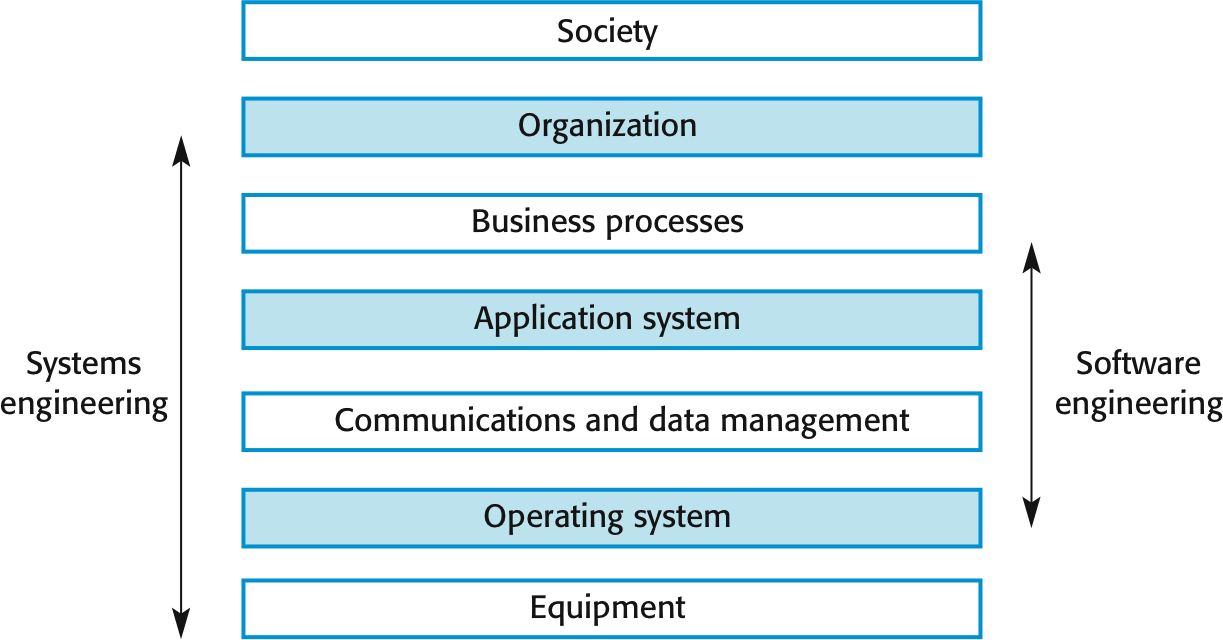 Society
Organization
Business processes
Application system
Systems
engineering
Software
engineering
Communications and data management
Operating system
Equipment